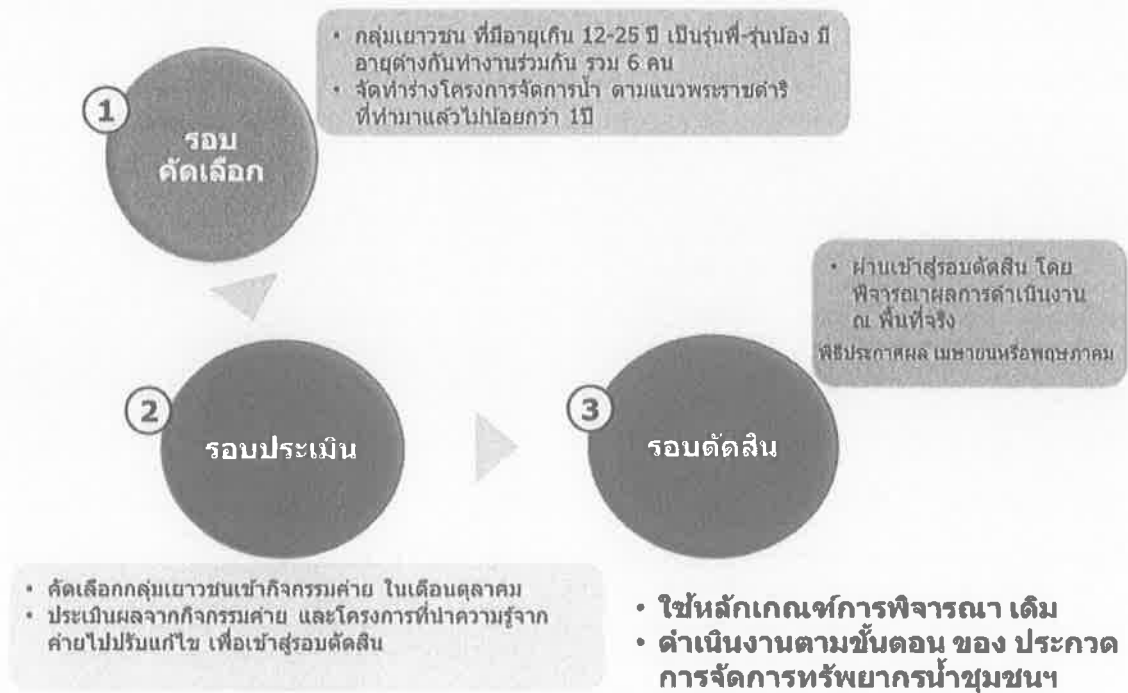 1
รอบ
คัดเลือก
• กลุ่มเยาวชน ที่มีอายุเกิน 12-25 ปี เป็นรุ่นพี่-รุ่นน้อง มี
อายุต่างกันทำงานร่วมกัน รวม 6 คน
• จัดทำร่างโครงการจัดการน้ำ ตามแนวพระราชดำริ
ที่ทำมาแล้วไม่น้อยกว่า 1ปี
2
รอบประเมิน
• คัดเลือกกลุ่มเยาวชนเข้ากิจกรรมค่าย ในเดือนตุลาคม
• ประเมินผลจากกิจกรรมค่าย และโครงการที่นำความรู้จาก
ค่ายไปปรับแก้ไข เพื่อเข้าสู่รอบตัดสิน
3
รอบตัดสิน
• ผ่านเข้าสู่รอบตัดสิน โดย
พิจารณาผลการดำเนินงาน
ณ พื้นที่จริง
พิธีประกาศผล เมษายนหรือพฤษภาคม
• ใช้หลักเกณฑ์การพิจารณา เดิม
• ดำเนินงานตามขั้นตอน ของ ประกวด
การจัดการทรัพยากรน้ำชุมชนฯ